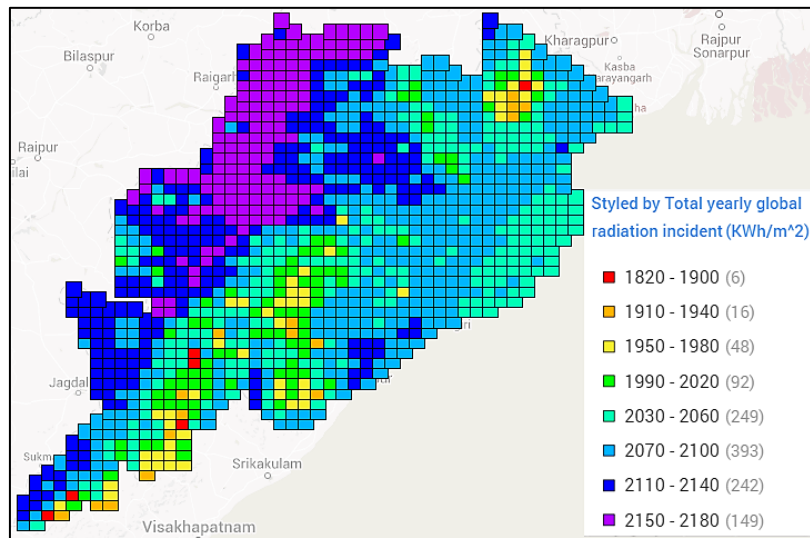 Korba
Bilaspur
Raigarh
Kharagpur
Rajpur
Sonarpur
Kasba
Raipur
Styled by Total yearly global
radiation incident (KWh/m^2)
1820 - 1900 (6)
1910 - 1940 (16)
1950 - 1980 (48)
1990 - 2020 (92)
2030 - 2060 (249)
2070 - 2100 (393)
2110 - 2140 (242)
2150 - 2180 (149)
Jagdal
Sukm
Srikakulam
Visakhapatnam